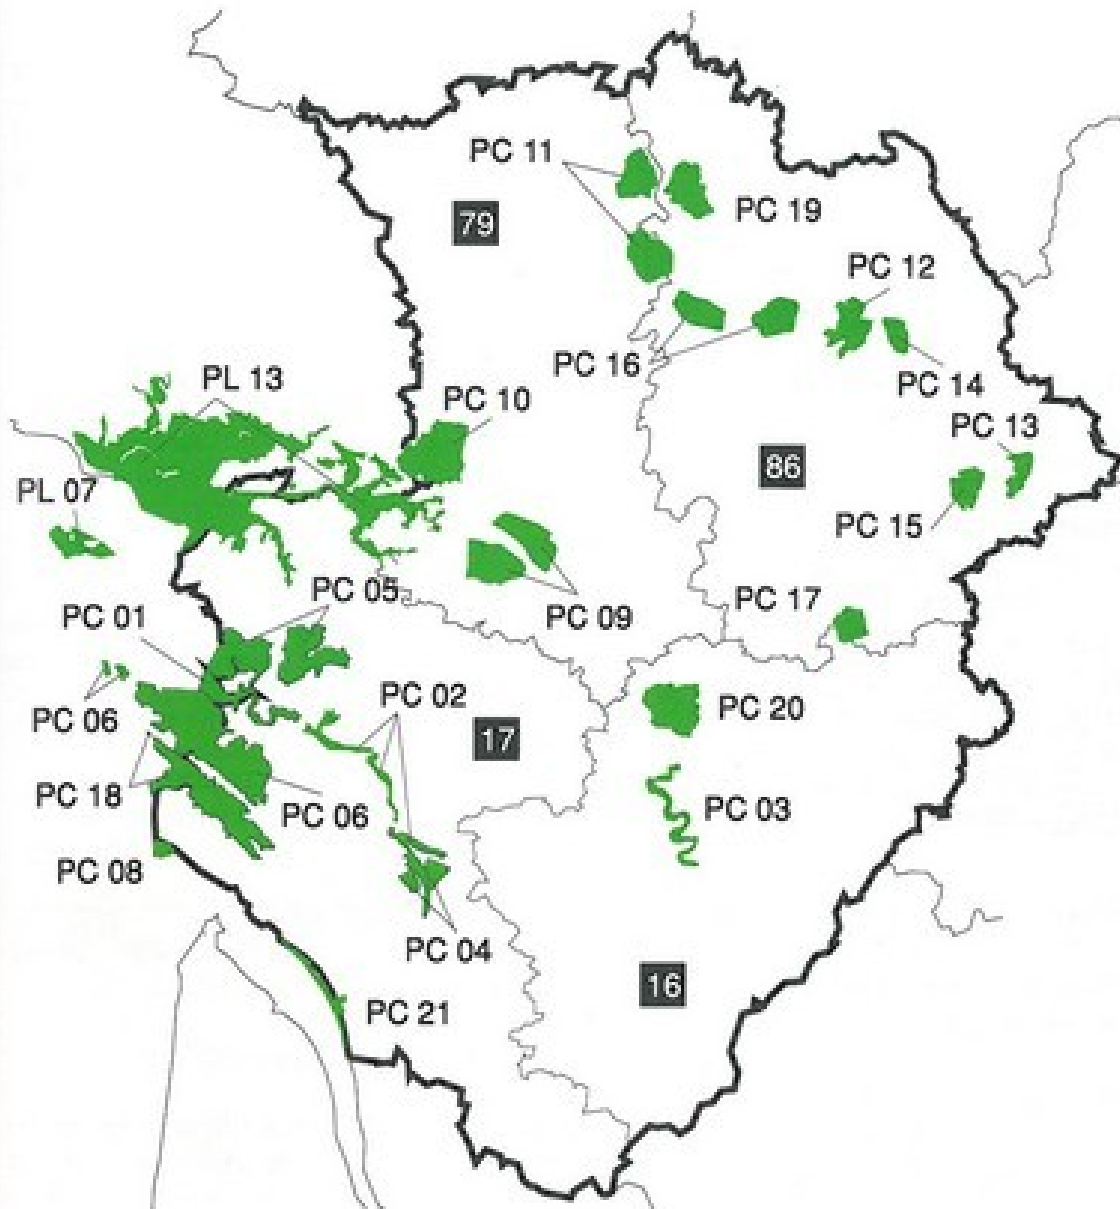 PC 11
PC 19
79
PC 12
PC 16
PC 14
PL 13
PC 10
PC 13
86
PL 07
PC 15
PC 05
PC 09
PC 17
PC 01
PC 02
PC 06
PC 20
17
PC 18
PC 06
PC 03
PC 08
PC 04
16
PC 21